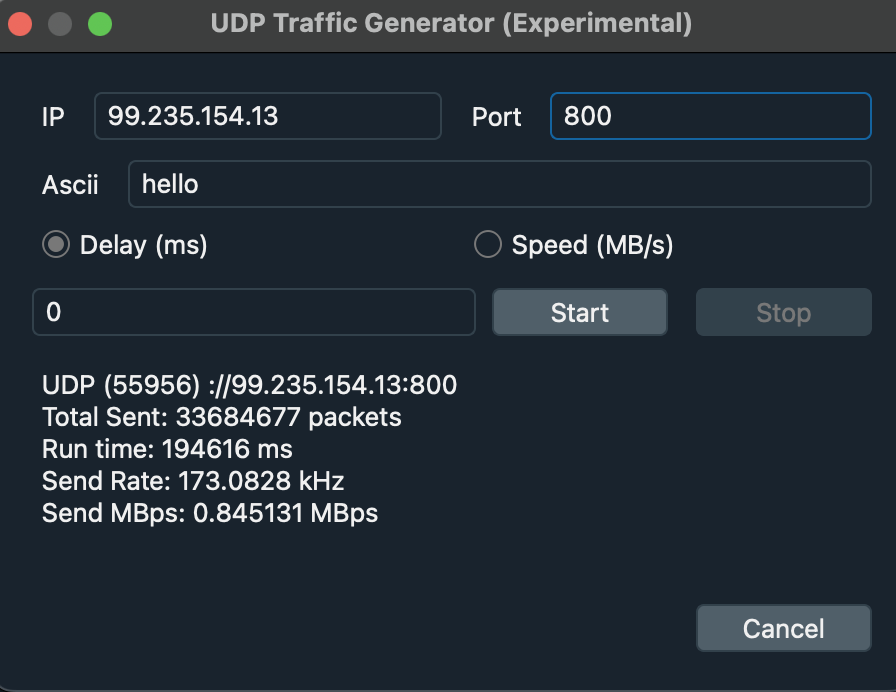 UDP Traffic Generator (Experimental)
IP 99.235.154.13 Port 800
Ascii hello
Delay (ms) Speed (MB/s)
0 Start Stop
UDP (55956) ://99.235.154.13:800
Total Sent: 33684677 packets
Run time: 194616 ms
Send Rate: 173.0828 kHz
Send MBps: 0.845131 MBps
Cancel